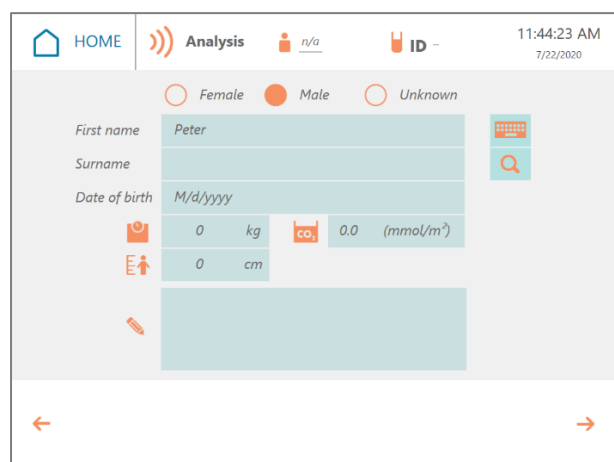 HOME Analysis n/a ID - 11:44:23 AM
7/22/2020
Female Male Unknown
First name Peter
Surname
Date of birth M/d/yyyy
0 kg CO₂ 0.0 (mmol/m²)
0 cm